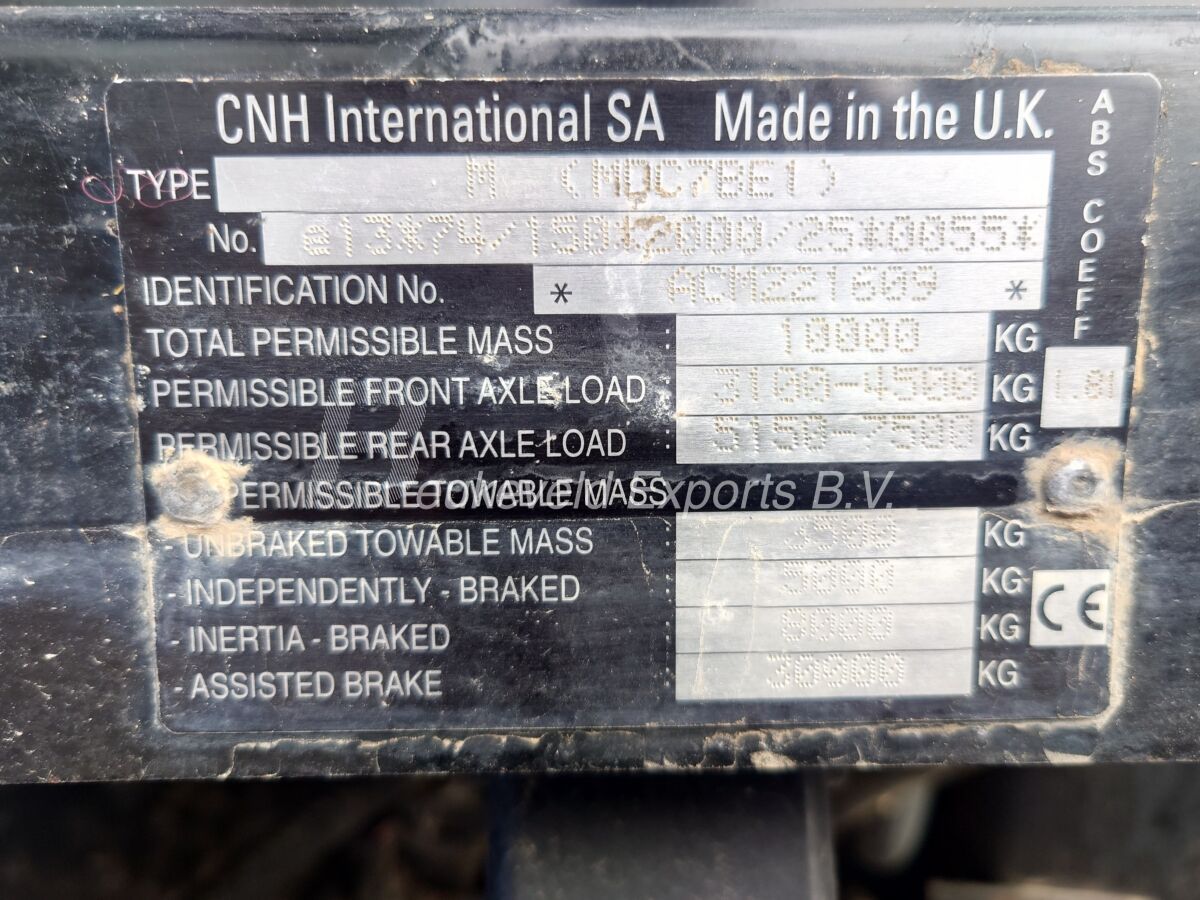 CNH International SA Made in the U.K.
TYPE M (MDC7BE1)
No. e13*74/150*2000/25*0055*
IDENTIFICATION No. * ACM221609 *
TOTAL PERMISSIBLE MASS : 10000 KG
PERMISSIBLE FRONT AXLE LOAD : 3100-4500 KG
PERMISSIBLE REAR AXLE LOAD : 5150-7500 KG
PERMISSIBLE TOWABLE MASS
- UNBRAKED TOWABLE MASS : 3500 KG
- INDEPENDENTLY - BRAKED KG
- INERTIA - BRAKED : 8000 KG
- ASSISTED BRAKE : 30000 KG
ABS COEFF
CE
Exports B.V.